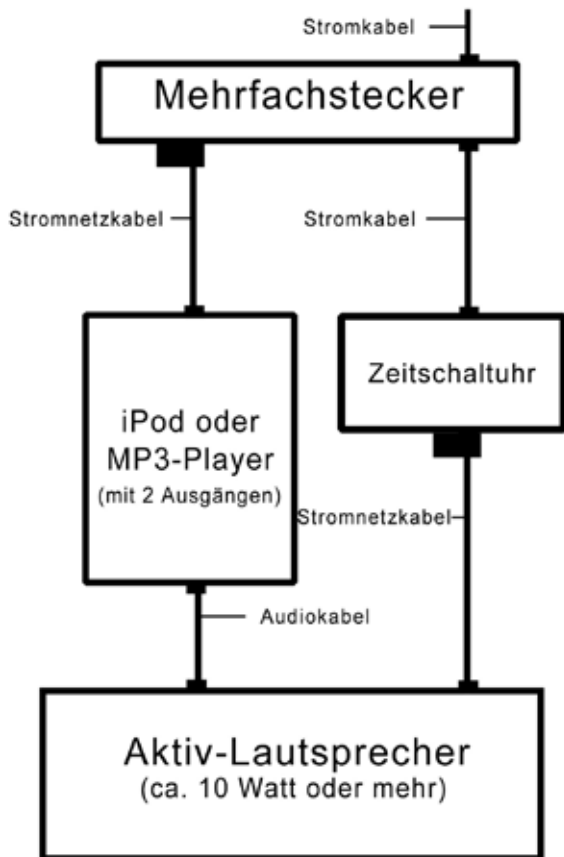 Stromkabel
Mehrfachstecker
Stromnetzkabel
Stromkabel
iPod oder
MP3-Player
(mit 2 Ausgängen)
Zeitschaltuhr
Stromnetzkabel
Audiokabel
Aktiv-Lautsprecher
(ca. 10 Watt oder mehr)